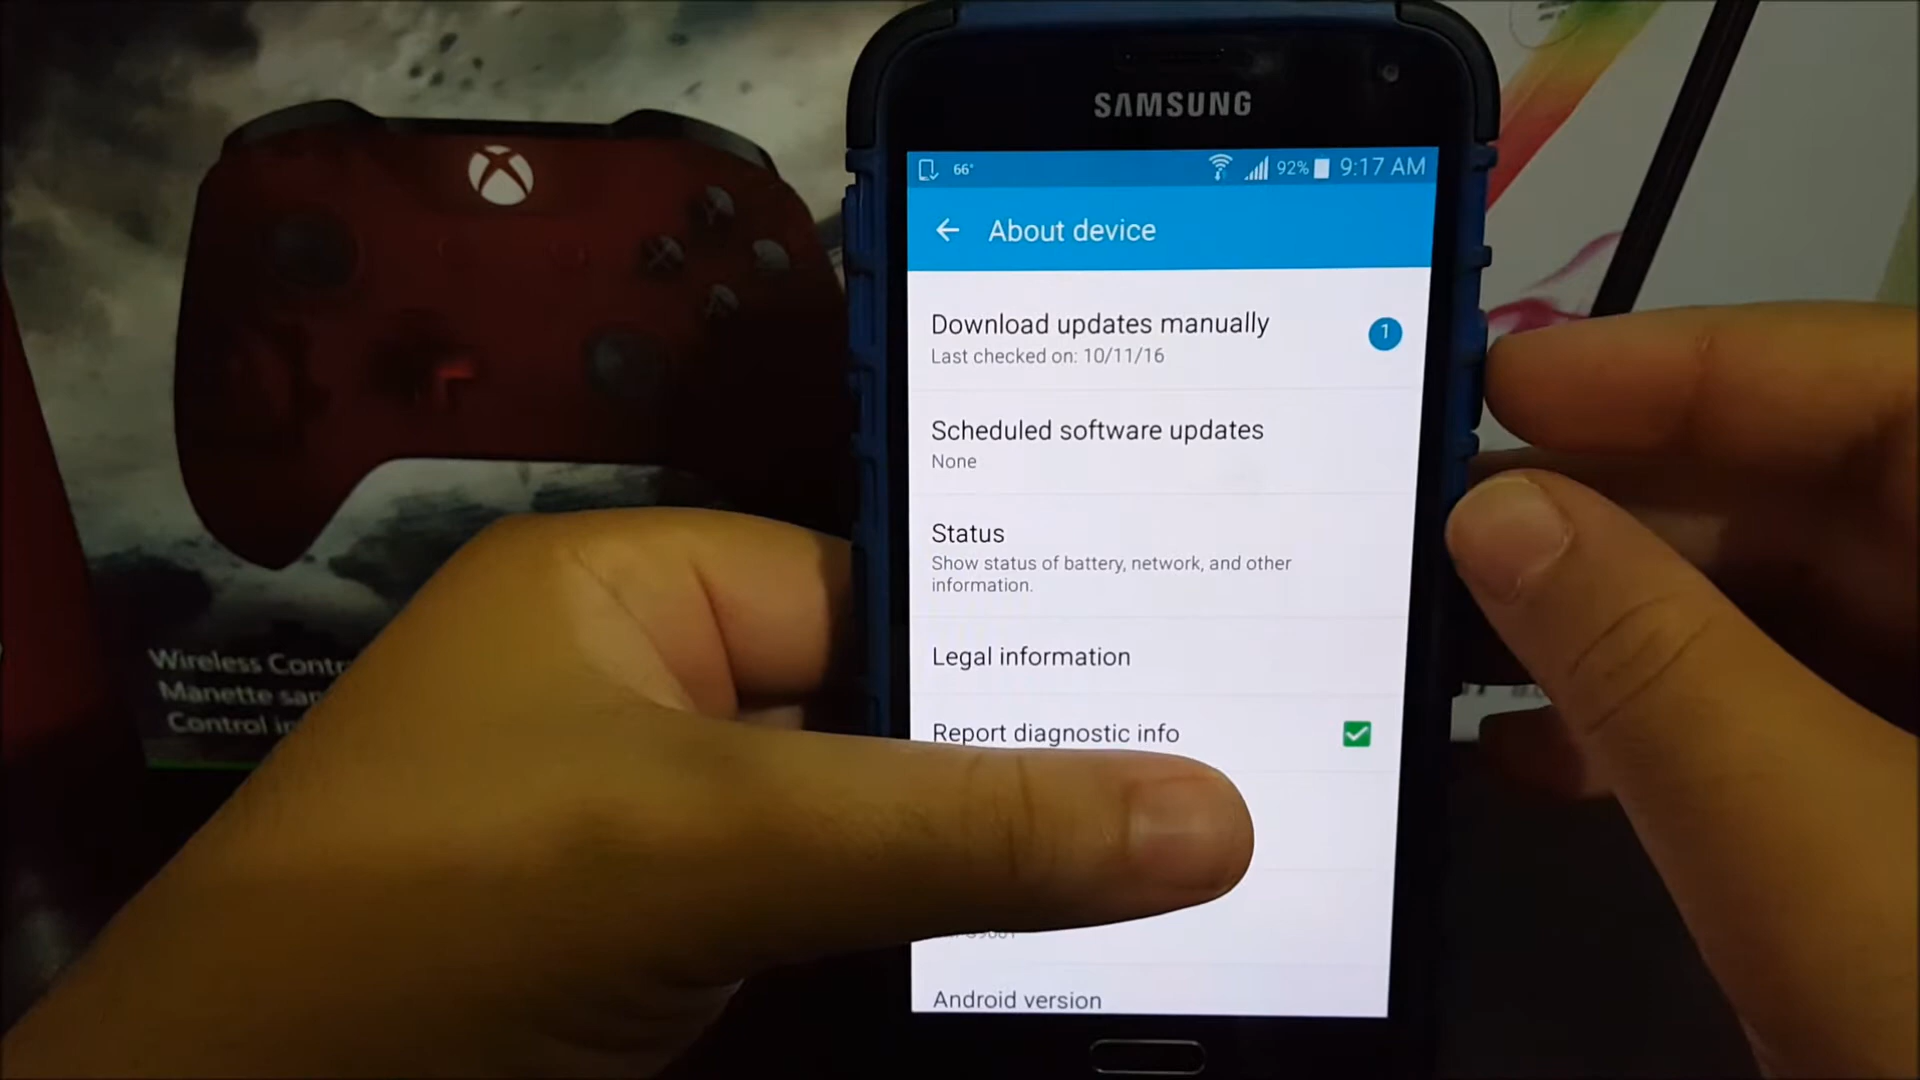 SAMSUNG
66° 92% 9:17 AM
About device
Download updates manually
1
Last checked on: 10/11/16
Scheduled software updates
None
Status
Show status of battery, network, and other
information.
Legal information
Report diagnostic info
Android version
Wireless Contr
Manette san
Control in